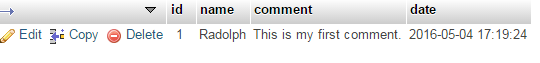 id name comment date
Edit Copy Delete 1 Radolph This is my first comment. 2016-05-04 17:19:24